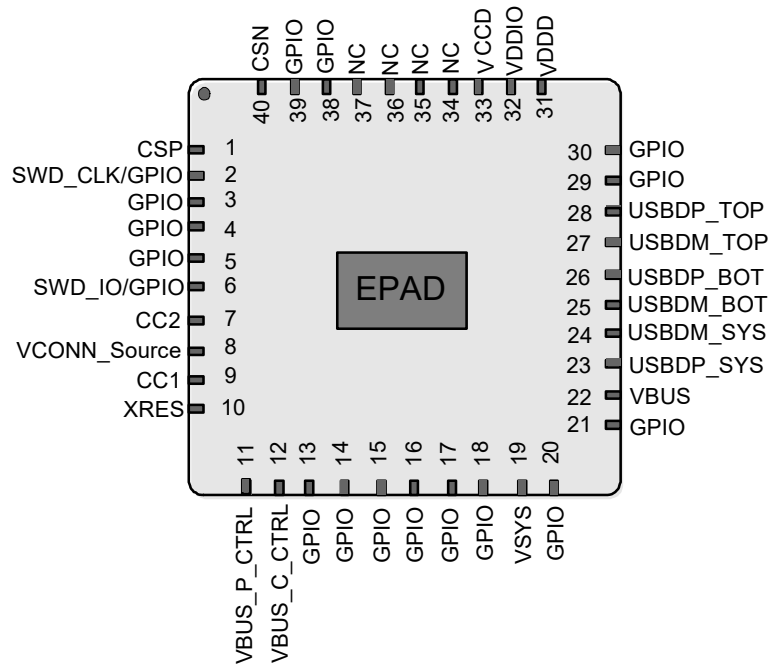 CSN
GPIO
GPIO
NC
NC
NC
NC
VCCD
VDDIO
VDDD
40
39
38
37
36
35
34
33
32
31
CSP 1
SWD_CLK/GPIO 2
GPIO 3
GPIO 4
GPIO 5
SWD_IO/GPIO 6
CC2 7
VCONN_Source 8
CC1 9
XRES 10
EPAD
30 GPIO
29 GPIO
28 USBDP_TOP
27 USBDM_TOP
26 USBDP_BOT
25 USBDM_BOT
24 USBDM_SYS
23 USBDP_SYS
22 VBUS
21 GPIO
11
12
13
14
15
16
17
18
19
20
VBUS_P_CTRL
VBUS_C_CTRL
GPIO
GPIO
GPIO
GPIO
GPIO
GPIO
VSYS
GPIO